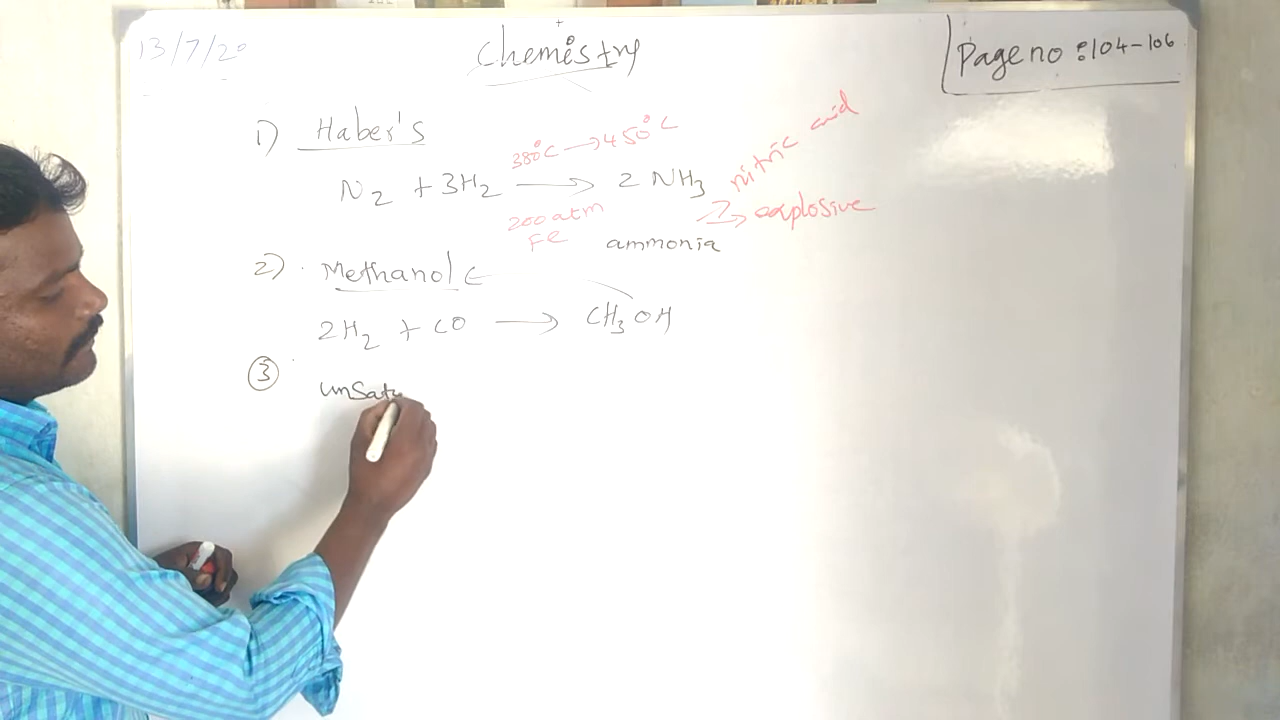 13/7/20
Chemistry
Page no : 104-106
1) Haber's
380°C → 450°C
N₂ + 3H₂ → 2 NH₃
200 atm
Fe
ammonia
nitric acid
explosive
2) Methanol
2H₂ + CO → CH₃OH
3
unSatu